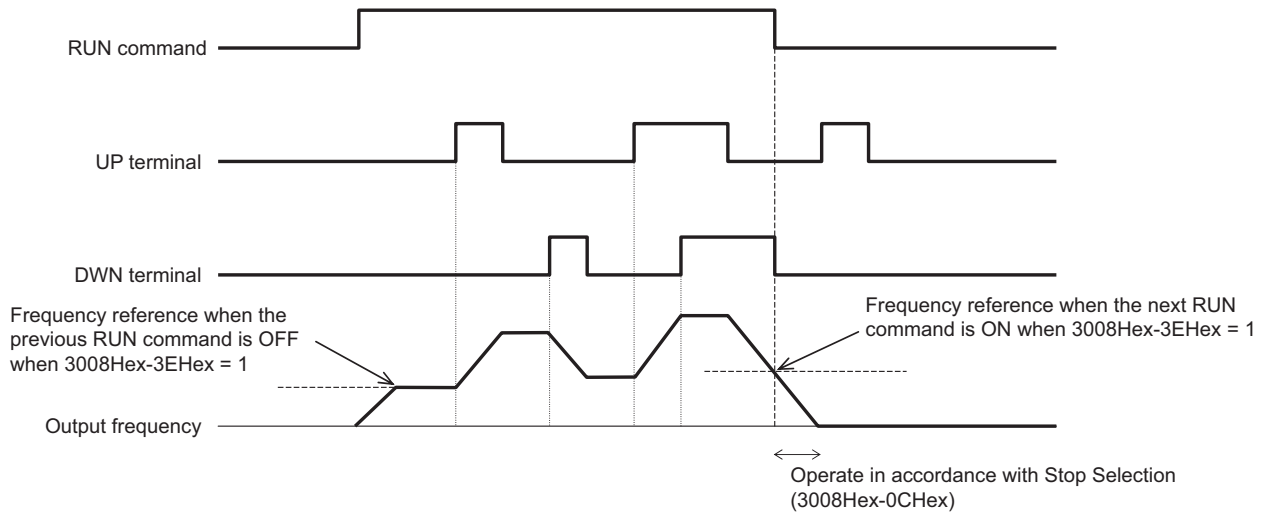 RUN command
UP terminal
DWN terminal
Frequency reference when the
previous RUN command is OFF
when 3008Hex-3EHex = 1
Frequency reference when the next RUN
command is ON when 3008Hex-3EHex = 1
Output frequency
Operate in accordance with Stop Selection
(3008Hex-0CHex)